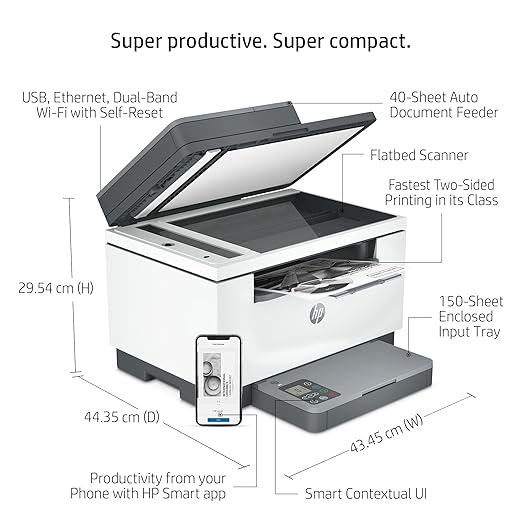 Super productive. Super compact.
USB, Ethernet, Dual-Band
Wi-Fi with Self-Reset
40-Sheet Auto
Document Feeder
Flatbed Scanner
Fastest Two-Sided
Printing in its Class
29.54 cm (H)
hp
150-Sheet
Enclosed
Input Tray
44.35 cm (D)
43.45 cm (W)
Productivity from your
Phone with HP Smart app
Smart Contextual UI